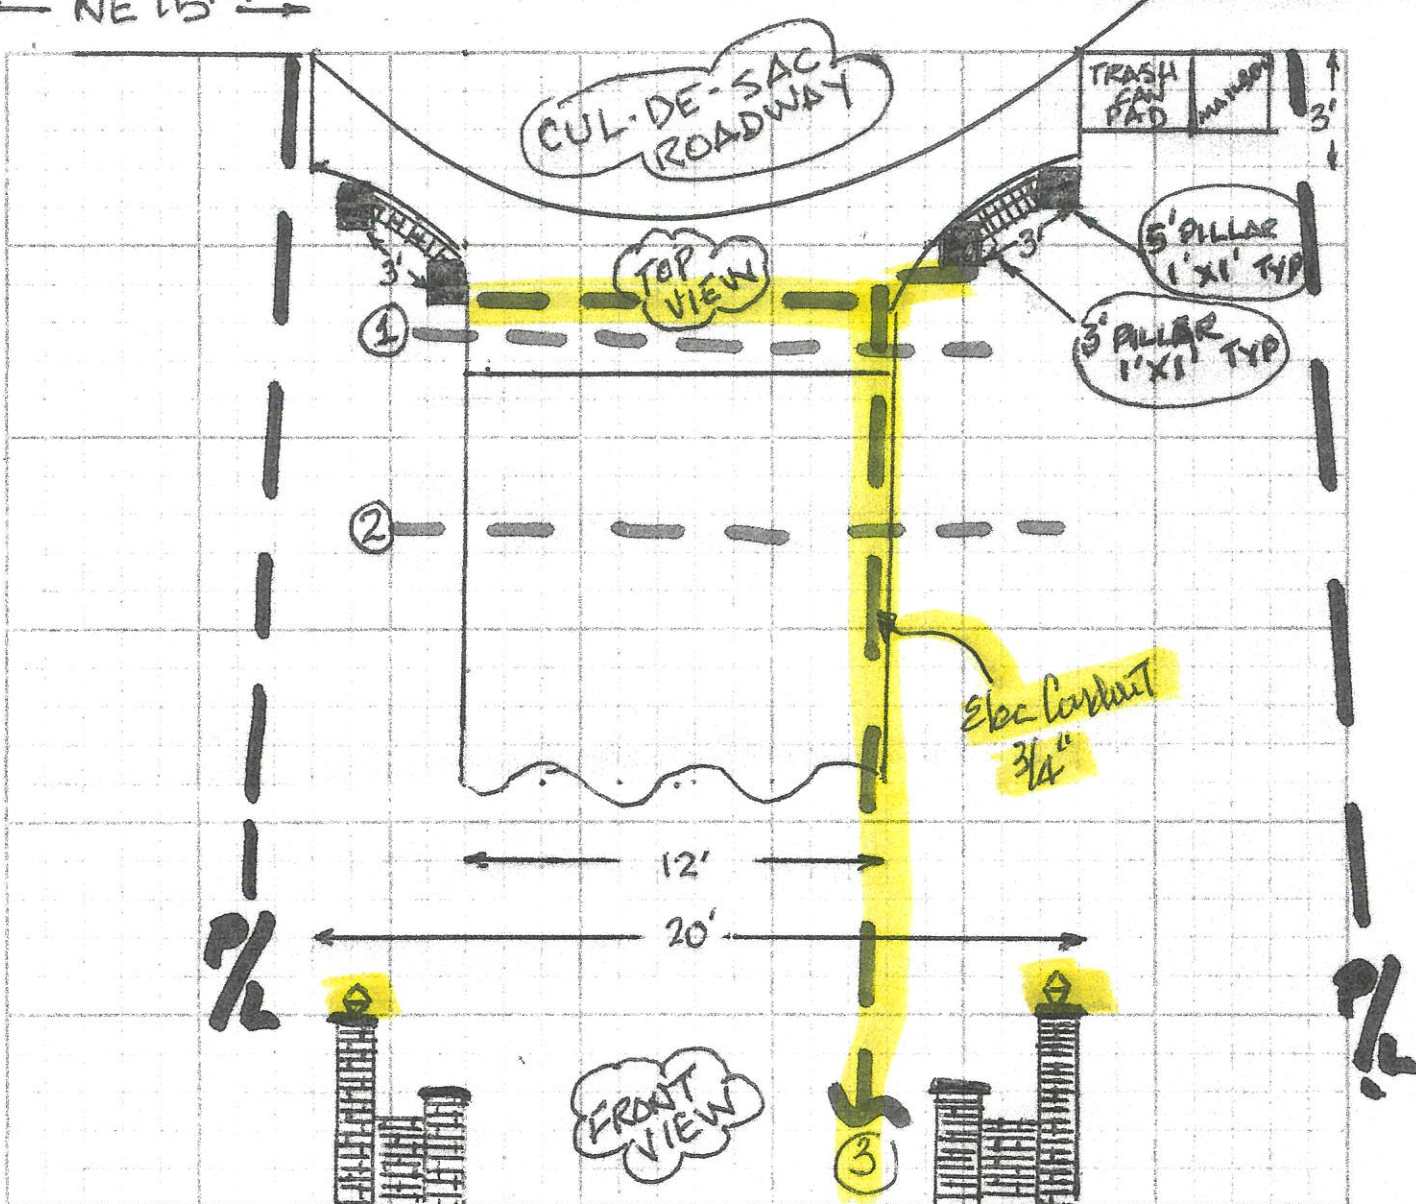 NE 15'
CUL-DE-SAC
ROADWAY
TRASH
CAN
PAD
MAILBOX
3'
TOP
VIEW
3'
3'
5' PILLAR
1'X1' TYP
3' PILLAR
1'X1' TYP
1
2
Elec Conduit
3/4"
12'
20'
P/L
P/L
FRONT
VIEW
3